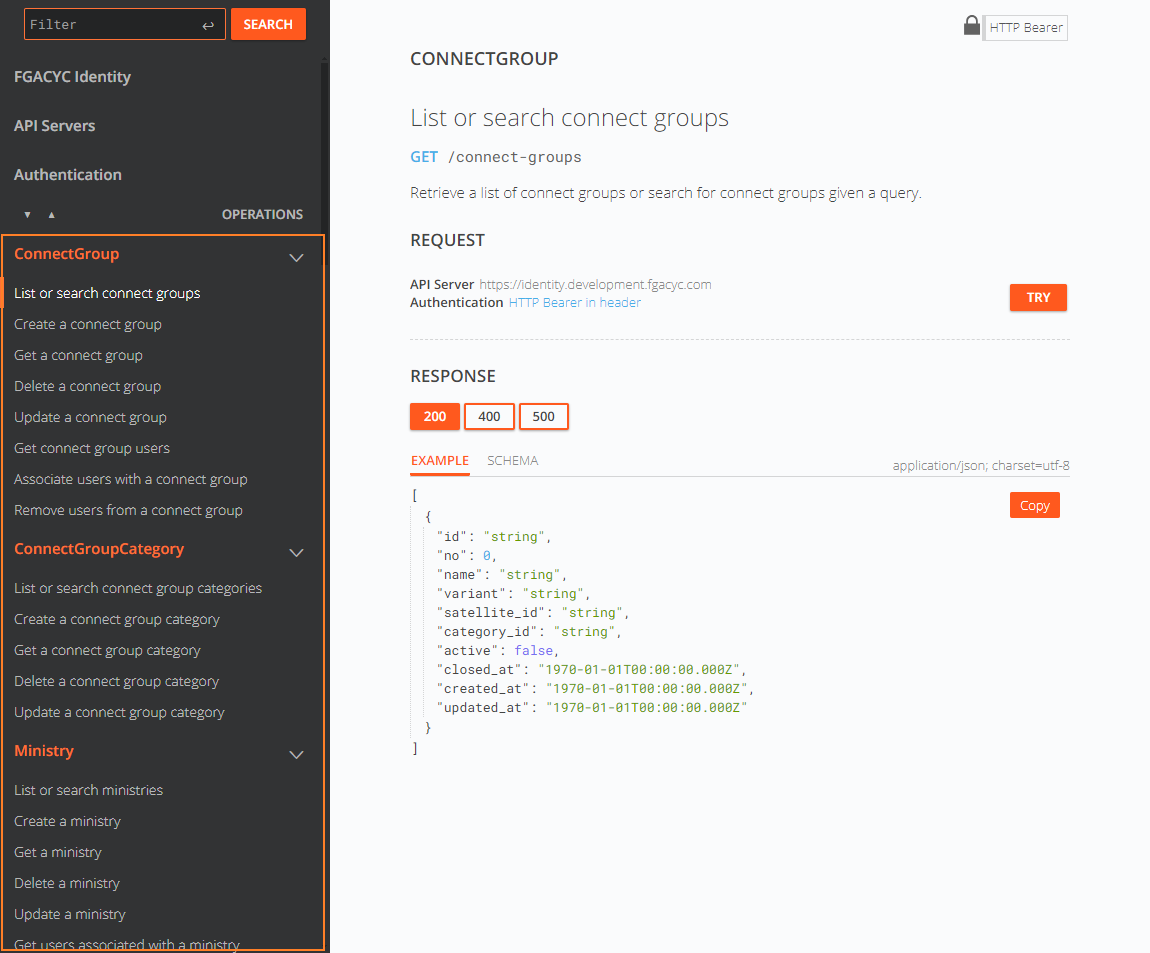 Filter
SEARCH
FGACYC Identity
API Servers
Authentication
OPERATIONS
ConnectGroup
List or search connect groups
Create a connect group
Get a connect group
Delete a connect group
Update a connect group
Get connect group users
Associate users with a connect group
Remove users from a connect group
ConnectGroupCategory
List or search connect group categories
Create a connect group category
Get a connect group category
Delete a connect group category
Update a connect group category
Ministry
List or search ministries
Create a ministry
Get a ministry
Delete a ministry
Update a ministry
Get users associated with a ministry
HTTP Bearer
CONNECTGROUP
List or search connect groups
GET /connect-groups
Retrieve a list of connect groups or search for connect groups given a query.
REQUEST
API Server https://identity.development.fgacyc.com
Authentication HTTP Bearer in header
TRY
RESPONSE
200 400 500
EXAMPLE SCHEMA
application/json; charset=utf-8
Copy
[
{
"id": "string",
"no": 0,
"name": "string",
"variant": "string",
"satellite_id": "string",
"category_id": "string",
"active": false,
"closed_at": "1970-01-01T00:00:00.000Z",
"created_at": "1970-01-01T00:00:00.000Z",
"updated_at": "1970-01-01T00:00:00.000Z"
}
]